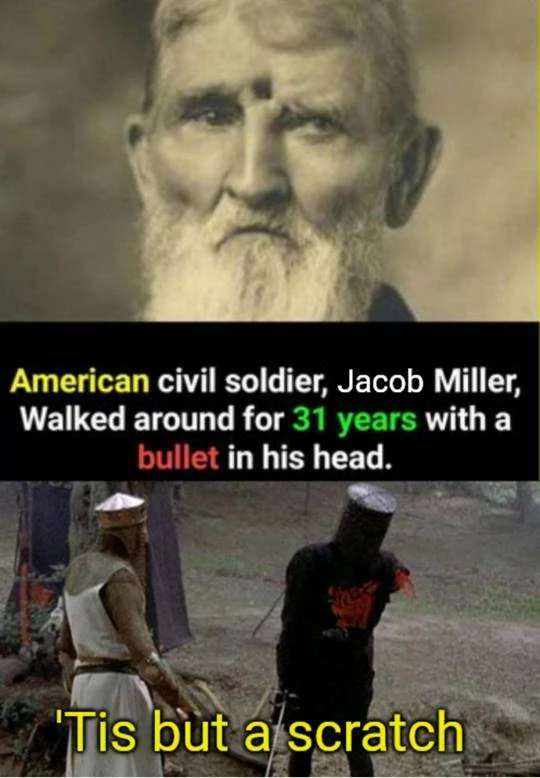 American civil soldier, Jacob Miller,
Walked around for 31 years with a
bullet in his head.
'Tis but a scratch